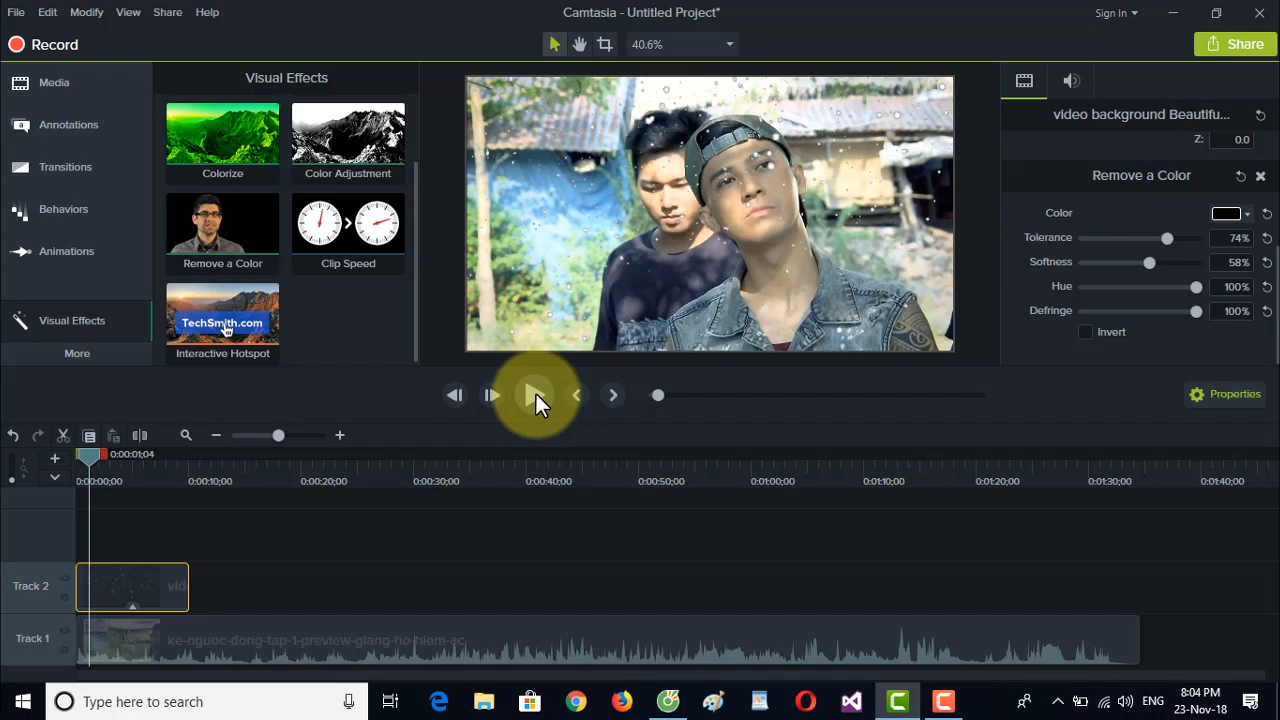 File Edit Modify View Share Help
Camtasia - Untitled Project*
Sign In
Record
40.6%
Share
Media
Annotations
Transitions
Behaviors
Animations
Visual Effects
More
Visual Effects
Colorize
Color Adjustment
Remove a Color
Clip Speed
TechSmith.com
Interactive Hotspot
video background Beautifu...
Z: 0.0
Remove a Color
Color
Tolerance 74%
Softness 58%
Hue 100%
Defringe 100%
Invert
Properties
0:00:01;04
0:00:00;00 0:00:10;00 0:00:20;00 0:00:30;00 0:00:40;00 0:00:50;00 0:01:00;00 0:01:10;00 0:01:20;00 0:01:30;00 0:01:40;00
Track 2
vid
Track 1
ke-nguoc-dong-tap-1-preview-giang-ho-hiem-ac
Type here to search
ENG
8:04 PM
23-Nov-18